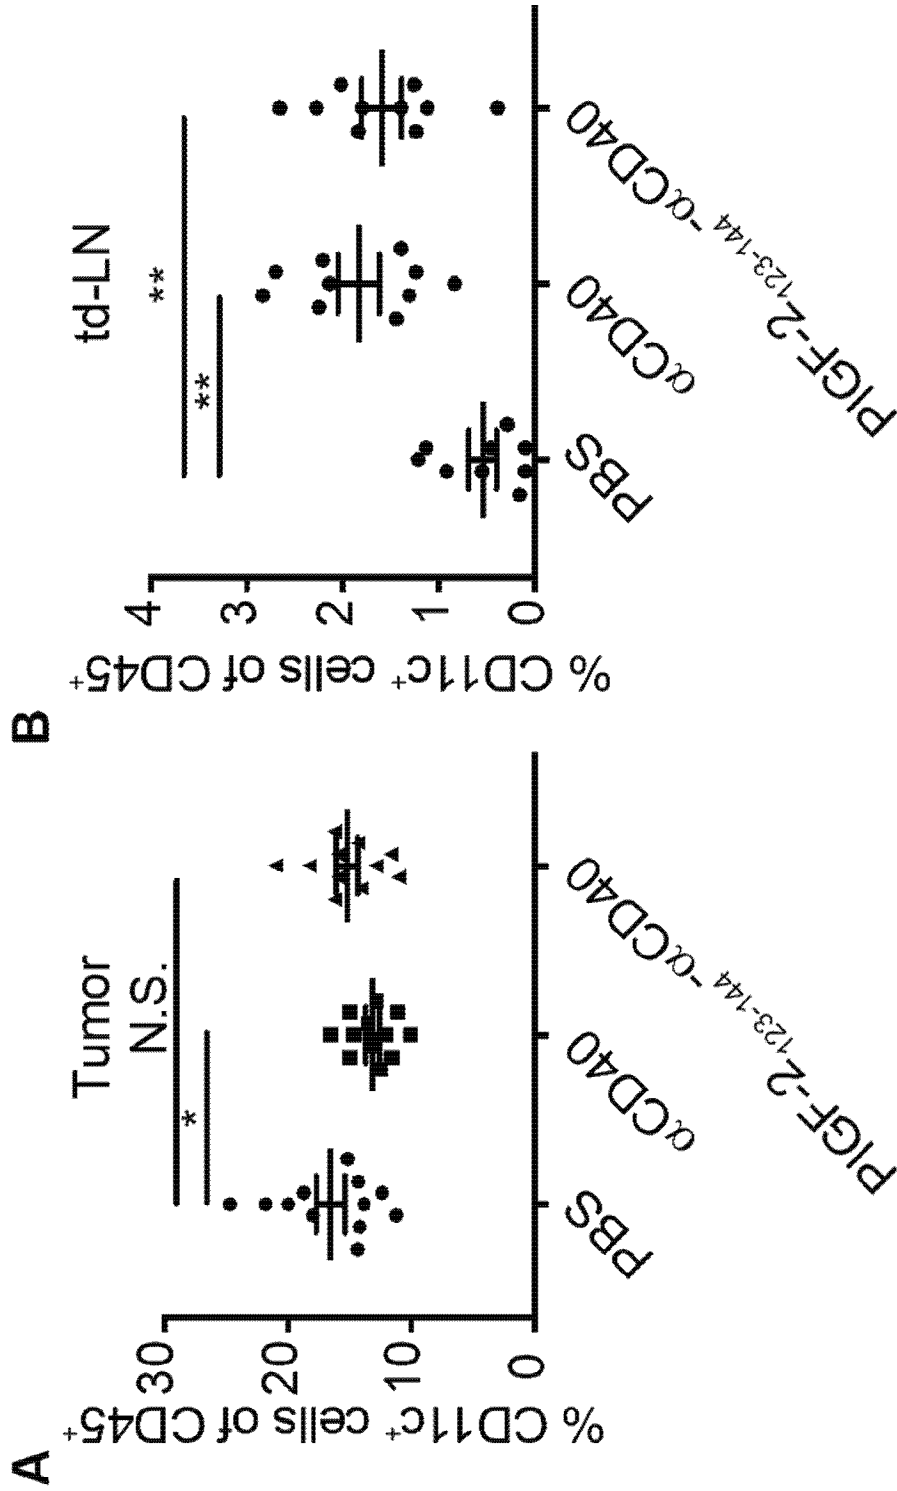 A
Tumor
N.S.
*
% CD11c⁺ cells of CD45⁺
30
20
10
0
PBS
αCD40
PlGF-2₁₂₃₋₁₄₄-αCD40
B
td-LN
**
**
% CD11c⁺ cells of CD45⁺
4
3
2
1
0
PBS
αCD40
PlGF-2₁₂₃₋₁₄₄-αCD40